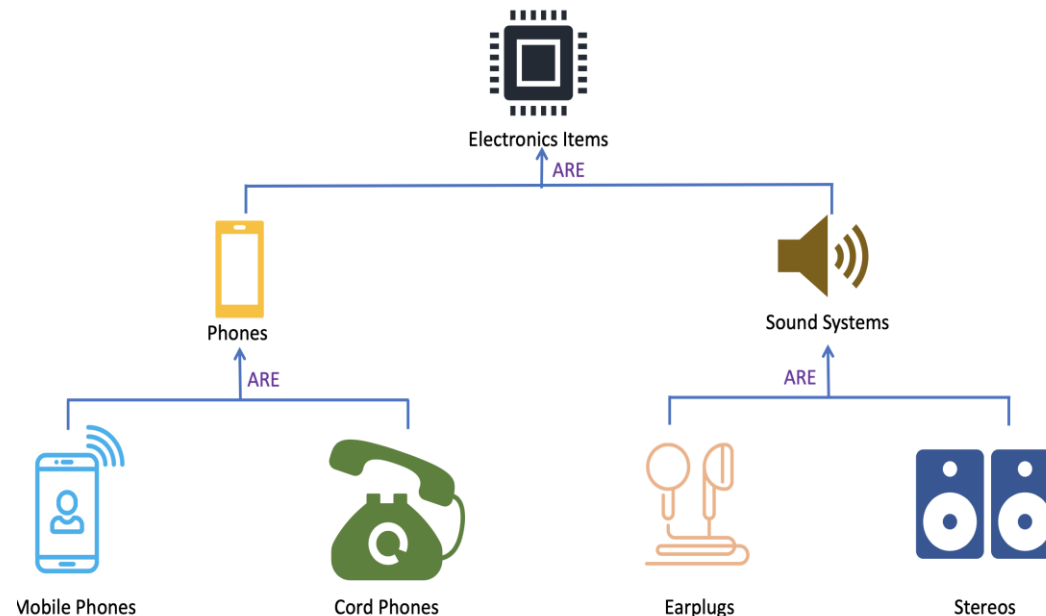 Electronics Items
ARE
Phones
Sound Systems
ARE
ARE
Mobile Phones
Cord Phones
Earplugs
Stereos